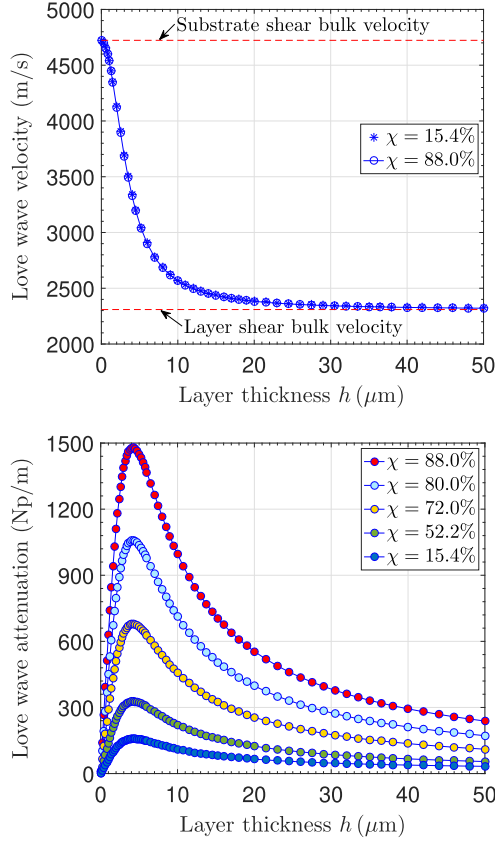 5000
4500
4000
3500
3000
2500
2000
Love wave velocity (m/s)
Substrate shear bulk velocity
χ = 15.4%
χ = 88.0%
Layer shear bulk velocity
0 10 20 30 40 50
Layer thickness h (μm)
1500
1200
900
600
300
0
Love wave attenuation (Np/m)
χ = 88.0%
χ = 80.0%
χ = 72.0%
χ = 52.2%
χ = 15.4%
0 10 20 30 40 50
Layer thickness h (μm)